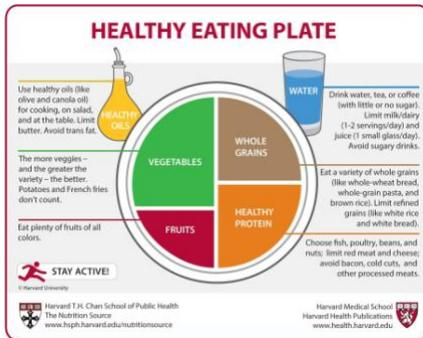 HEALTHY EATING PLATE
Use healthy oils (like
olive and canola oil)
for cooking, on salad,
and at the table. Limit
butter. Avoid trans fat.
HEALTHY
OILS
The more veggies –
and the greater the
variety – the better.
Potatoes and French fries
don't count.
Eat plenty of fruits of all
colors.
VEGETABLES
FRUITS
WHOLE
GRAINS
HEALTHY
PROTEIN
WATER
Drink water, tea, or coffee
(with little or no sugar).
Limit milk/dairy
(1-2 servings/day) and
juice (1 small glass/day).
Avoid sugary drinks.
Eat a variety of whole grains
(like whole-wheat bread,
whole-grain pasta, and
brown rice). Limit refined
grains (like white rice
and white bread).
Choose fish, poultry, beans, and
nuts; limit red meat and cheese;
avoid bacon, cold cuts, and
other processed meats.
STAY ACTIVE!
© Harvard University
Harvard T.H. Chan School of Public Health
The Nutrition Source
www.hsph.harvard.edu/nutritionsource
Harvard Medical School
Harvard Health Publications
www.health.harvard.edu